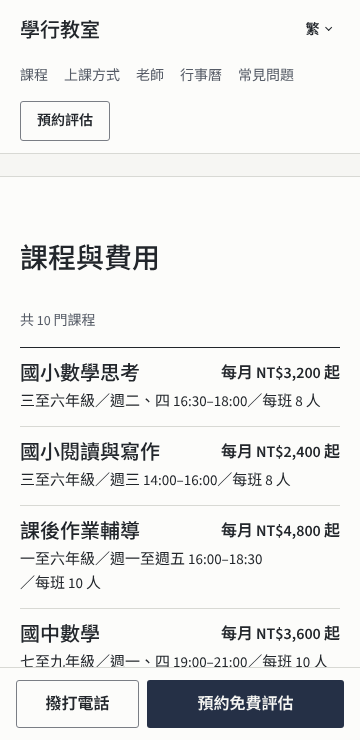 學行教室
繁
課程 上課方式 老師 行事曆 常見問題
預約評估
課程與費用
共 10 門課程
國小數學思考 每月 NT$3,200 起
三至六年級／週二、四 16:30–18:00／每班 8 人
國小閱讀與寫作 每月 NT$2,400 起
三至六年級／週三 14:00–16:00／每班 8 人
課後作業輔導 每月 NT$4,800 起
一至六年級／週一至週五 16:00–18:30
／每班 10 人
國中數學 每月 NT$3,600 起
七至九年級／週一、四 19:00–21:00／每班 10 人
撥打電話 預約免費評估